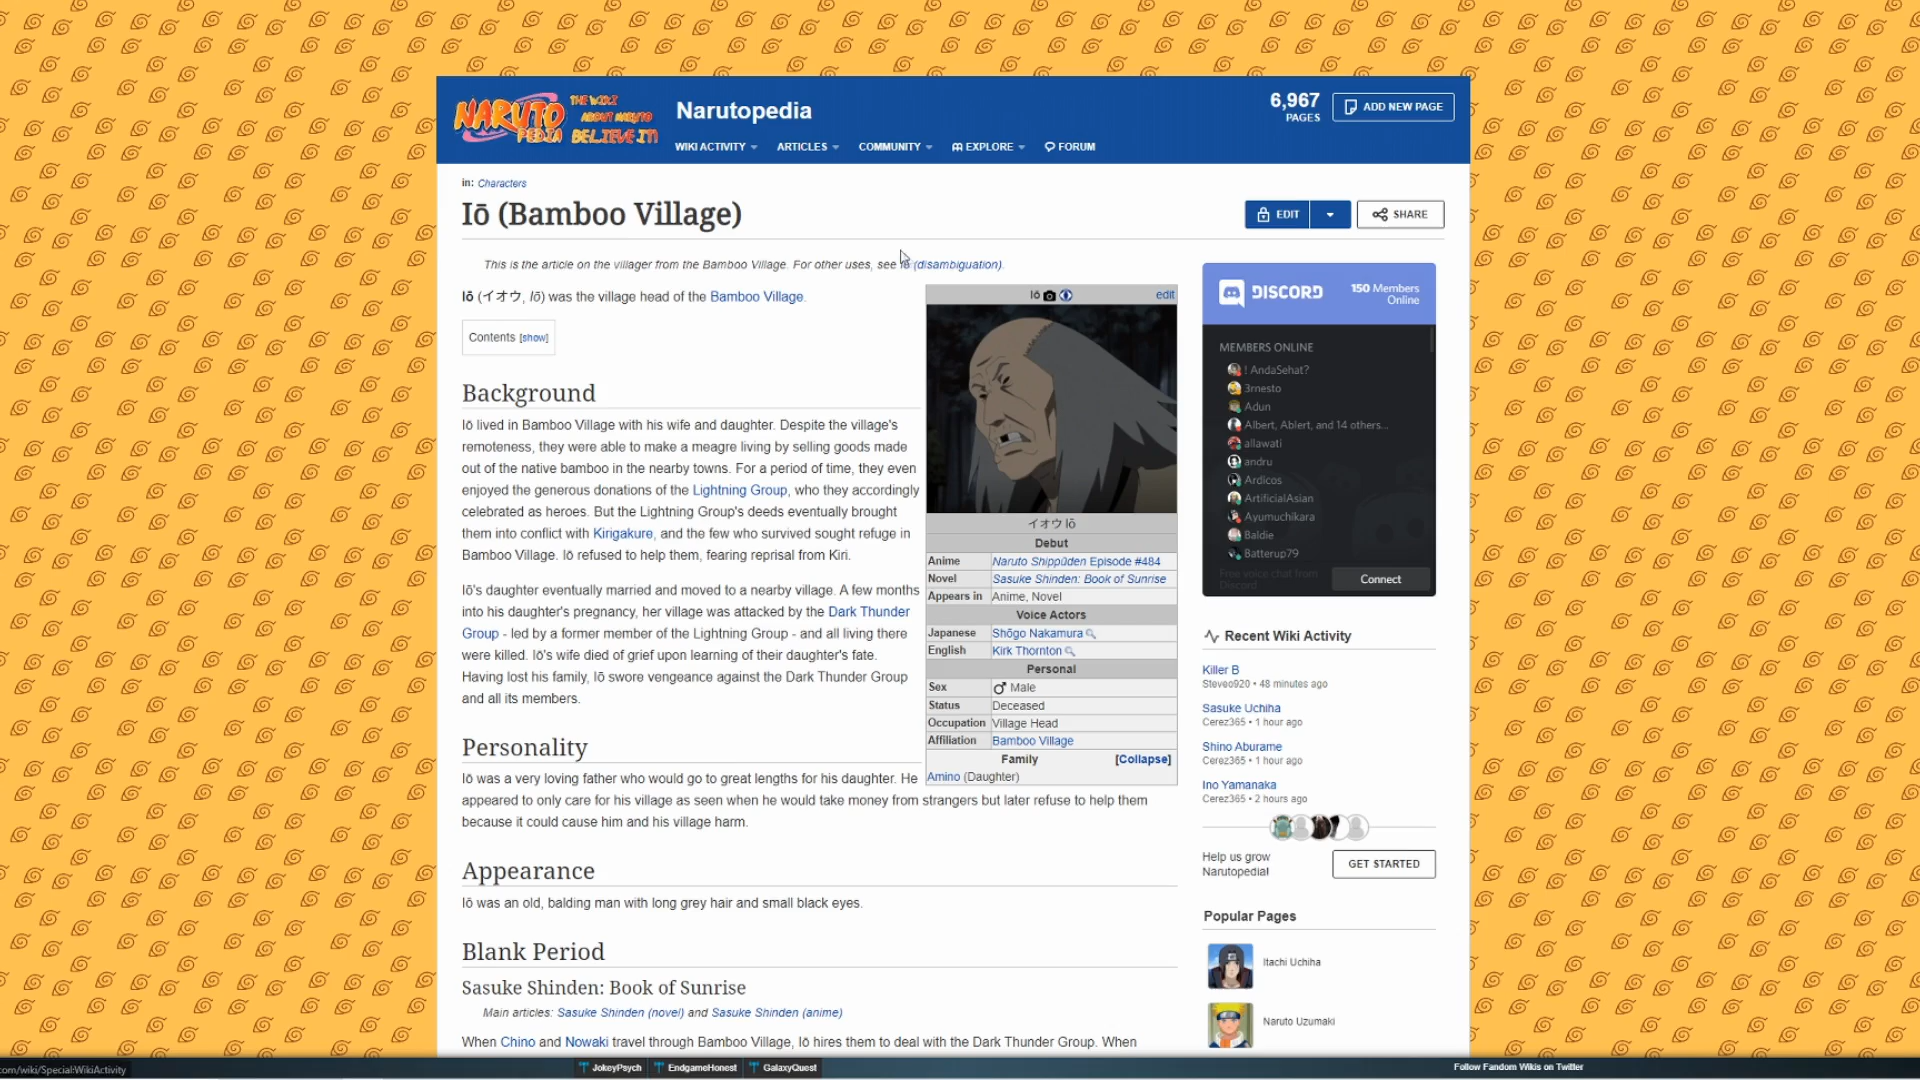 NARUTO PEDIA THE WIKI ABOUT NARUTO BELIEVE IT!
Narutopedia
6,967 PAGES
ADD NEW PAGE
WIKI ACTIVITY ARTICLES COMMUNITY EXPLORE FORUM
in: Characters
Iō (Bamboo Village)
EDIT
SHARE
This is the article on the villager from the Bamboo Village. For other uses, see Iō (disambiguation).
Iō (イオウ, Iō) was the village head of the Bamboo Village.
Contents [show]
Background
Iō lived in Bamboo Village with his wife and daughter. Despite the village's
remoteness, they were able to make a meagre living by selling goods made
out of the native bamboo in the nearby towns. For a period of time, they even
enjoyed the generous donations of the Lightning Group, who they accordingly
celebrated as heroes. But the Lightning Group's deeds eventually brought
them into conflict with Kirigakure, and the few who survived sought refuge in
Bamboo Village. Iō refused to help them, fearing reprisal from Kiri.
Iō's daughter eventually married and moved to a nearby village. A few months
into his daughter's pregnancy, her village was attacked by the Dark Thunder
Group - led by a former member of the Lightning Group - and all living there
were killed. Iō's wife died of grief upon learning of their daughter's fate.
Having lost his family, Iō swore vengeance against the Dark Thunder Group
and all its members.
Personality
Iō was a very loving father who would go to great lengths for his daughter. He
appeared to only care for his village as seen when he would take money from strangers but later refuse to help them
because it could cause him and his village harm.
Appearance
Iō was an old, balding man with long grey hair and small black eyes.
Blank Period
Sasuke Shinden: Book of Sunrise
Main articles: Sasuke Shinden (novel) and Sasuke Shinden (anime)
When Chino and Nowaki travel through Bamboo Village, Iō hires them to deal with the Dark Thunder Group. When
Iō edit
イオウ Iō
Debut
Anime Naruto Shippūden Episode #484
Novel Sasuke Shinden: Book of Sunrise
Appears in Anime, Novel
Voice Actors
Japanese Shōgo Nakamura
English Kirk Thornton
Personal
Sex ♂ Male
Status Deceased
Occupation Village Head
Affiliation Bamboo Village
Family [Collapse]
Amino (Daughter)
DISCORD 150 Members Online
MEMBERS ONLINE
! AndaSehat?
3rnesto
Adun
Albert, Ablert, and 14 others...
allawati
andru
Ardicos
ArtificialAsian
Ayumuchikara
Baldie
Batterup79
Free voice chat from
Discord
Connect
Recent Wiki Activity
Killer B
Steveo920 • 48 minutes ago
Sasuke Uchiha
Cerez365 • 1 hour ago
Shino Aburame
Cerez365 • 1 hour ago
Ino Yamanaka
Cerez365 • 2 hours ago
Help us grow
Narutopedia!
GET STARTED
Popular Pages
Itachi Uchiha
Naruto Uzumaki
com/wiki/Special:WikiActivity
JokeyPsych EndgameHonest GalaxyQuest
Follow Fandom Wikis on Twitter